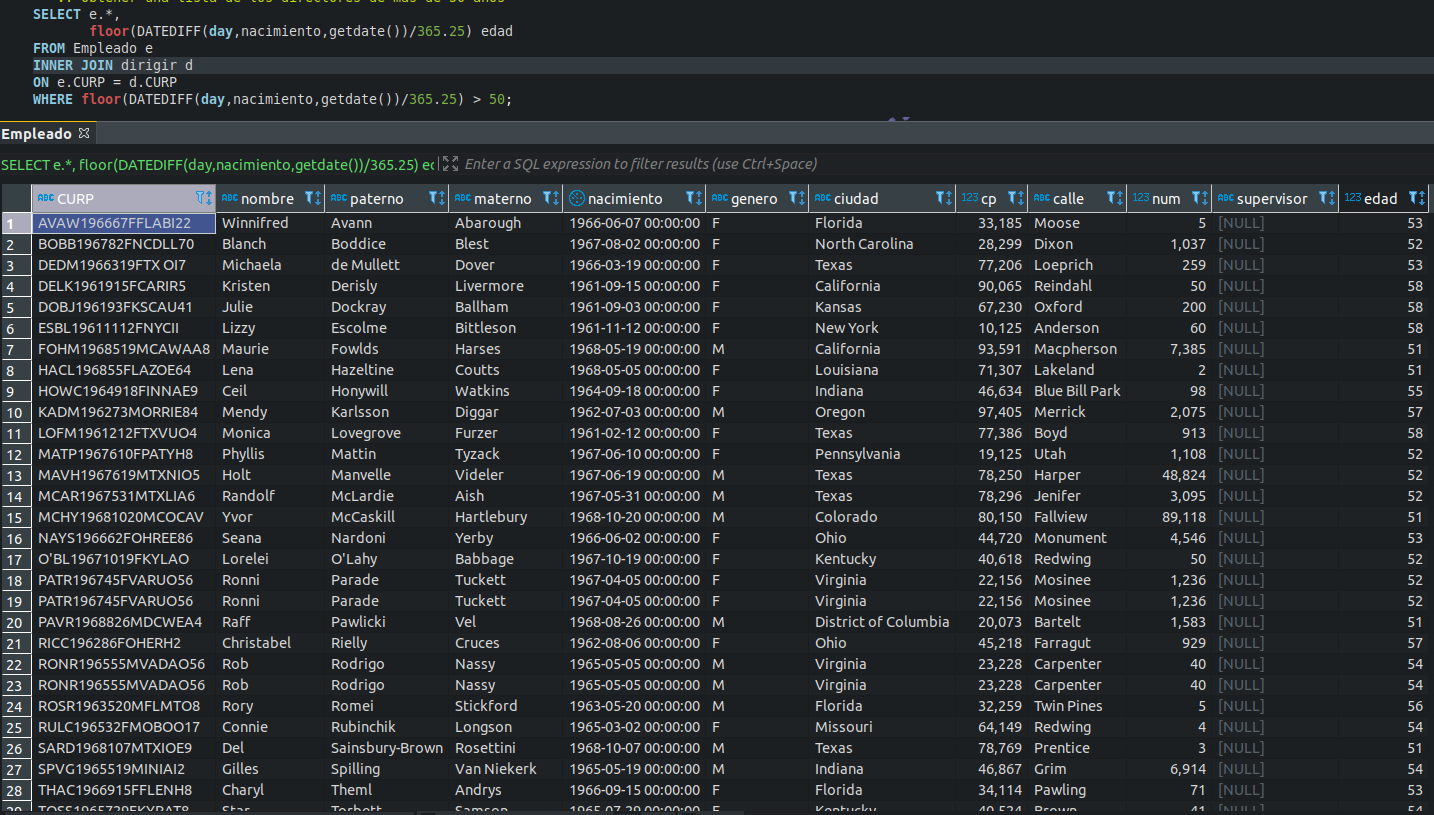 SELECT e.*,
floor(DATEDIFF(day,nacimiento,getdate())/365.25) edad
FROM Empleado e
INNER JOIN dirigir d
ON e.CURP = d.CURP
WHERE floor(DATEDIFF(day,nacimiento,getdate())/365.25) > 50;
Empleado
SELECT e.*, floor(DATEDIFF(day,nacimiento,getdate())/365.25) ec Enter a SQL expression to filter results (use Ctrl+Space)
ABC CURP ABC nombre ABC paterno ABC materno nacimiento ABC genero ABC ciudad 123 cp ABC calle 123 num ABC supervisor 123 edad
1 AVAW196667FFLABI22 Winnifred Avann Abarough 1966-06-07 00:00:00 F Florida 33,185 Moose 5 [NULL] 53
2 BOBB196782FNCDLL70 Blanch Boddice Blest 1967-08-02 00:00:00 F North Carolina 28,299 Dixon 1,037 [NULL] 52
3 DEDM1966319FTX OI7 Michaela de Mullett Dover 1966-03-19 00:00:00 F Texas 77,206 Loeprich 259 [NULL] 53
4 DELK1961915FCARIR5 Kristen Derisly Livermore 1961-09-15 00:00:00 F California 90,065 Reindahl 50 [NULL] 58
5 DOBJ196193FKSCAU41 Julie Dockray Ballham 1961-09-03 00:00:00 F Kansas 67,230 Oxford 200 [NULL] 58
6 ESBL19611112FNYCII Lizzy Escolme Bittleson 1961-11-12 00:00:00 F New York 10,125 Anderson 60 [NULL] 58
7 FOHM1968519MCAWAA8 Maurie Fowlds Harses 1968-05-19 00:00:00 M California 93,591 Macpherson 7,385 [NULL] 51
8 HACL196855FLAZOE64 Lena Hazeltine Coutts 1968-05-05 00:00:00 F Louisiana 71,307 Lakeland 2 [NULL] 51
9 HOWC1964918FINNAE9 Ceil Honywill Watkins 1964-09-18 00:00:00 F Indiana 46,634 Blue Bill Park 98 [NULL] 55
10 KADM196273MORRIE84 Mendy Karlsson Diggar 1962-07-03 00:00:00 M Oregon 97,405 Merrick 2,075 [NULL] 57
11 LOFM1961212FTXVUO4 Monica Lovegrove Furzer 1961-02-12 00:00:00 F Texas 77,386 Boyd 913 [NULL] 58
12 MATP1967610FPATYH8 Phyllis Mattin Tyzack 1967-06-10 00:00:00 F Pennsylvania 19,125 Utah 1,108 [NULL] 52
13 MAVH1967619MTXNIO5 Holt Manvelle Videler 1967-06-19 00:00:00 M Texas 78,250 Harper 48,824 [NULL] 52
14 MCAR1967531MTXLIA6 Randolf McLardie Aish 1967-05-31 00:00:00 M Texas 78,296 Jenifer 3,095 [NULL] 52
15 MCHY19681020MCOCAV Yvor McCaskill Hartlebury 1968-10-20 00:00:00 M Colorado 80,150 Fallview 89,118 [NULL] 51
16 NAYS196662FOHREE86 Seana Nardoni Yerby 1966-06-02 00:00:00 F Ohio 44,720 Monument 4,546 [NULL] 53
17 O'BL19671019FKYLAO Lorelei O'Lahy Babbage 1967-10-19 00:00:00 F Kentucky 40,618 Redwing 50 [NULL] 52
18 PATR196745FVARUO56 Ronni Parade Tuckett 1967-04-05 00:00:00 F Virginia 22,156 Mosinee 1,236 [NULL] 52
19 PATR196745FVARUO56 Ronni Parade Tuckett 1967-04-05 00:00:00 F Virginia 22,156 Mosinee 1,236 [NULL] 52
20 PAVR1968826MDCWEA4 Raff Pawlicki Vel 1968-08-26 00:00:00 M District of Columbia 20,073 Bartelt 1,583 [NULL] 51
21 RICC196286FOHERH2 Christabel Rielly Cruces 1962-08-06 00:00:00 F Ohio 45,218 Farragut 929 [NULL] 57
22 RONR196555MVADAO56 Rob Rodrigo Nassy 1965-05-05 00:00:00 M Virginia 23,228 Carpenter 40 [NULL] 54
23 RONR196555MVADAO56 Rob Rodrigo Nassy 1965-05-05 00:00:00 M Virginia 23,228 Carpenter 40 [NULL] 54
24 ROSR1963520MFLMTO8 Rory Romei Stickford 1963-05-20 00:00:00 M Florida 32,259 Twin Pines 5 [NULL] 56
25 RULC196532FMOBOO17 Connie Rubinchik Longson 1965-03-02 00:00:00 F Missouri 64,149 Redwing 4 [NULL] 54
26 SARD1968107MTXIOE9 Del Sainsbury-Brown Rosettini 1968-10-07 00:00:00 M Texas 78,769 Prentice 3 [NULL] 51
27 SPVG1965519MINIAI2 Gilles Spilling Van Niekerk 1965-05-19 00:00:00 M Indiana 46,867 Grim 6,914 [NULL] 54
28 THAC1966915FFLENH8 Charyl Theml Andrys 1966-09-15 00:00:00 F Florida 34,114 Pawling 71 [NULL] 53